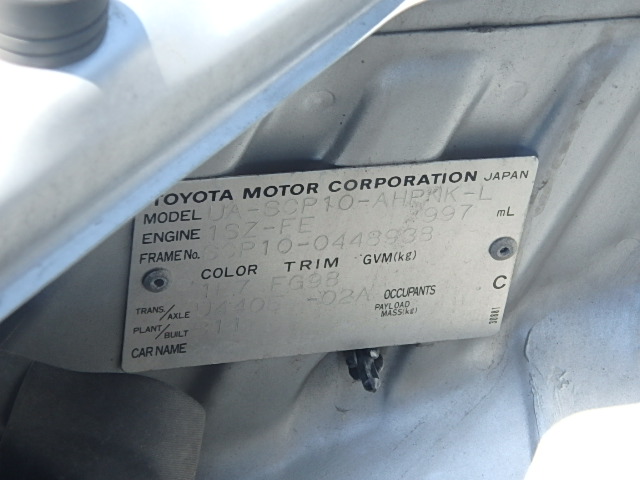 TOYOTA MOTOR CORPORATION JAPAN
MODEL UA-SCP10-AHPNK-L
ENGINE 1SZ-FE 997 mL
FRAME No. SCP10-0448938
COLOR TRIM GVM(kg)
FG98
TRANS./AXLE -02A OCCUPANTS C
PLANT/BUILT PAYLOAD MASS(kg)
CAR NAME